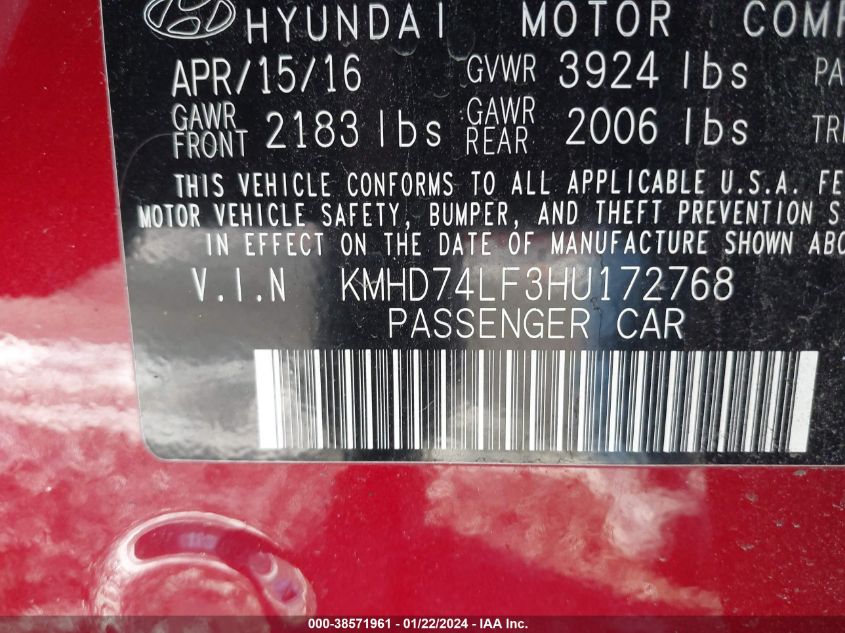 HYUNDAI MOTOR COMP
APR/15/16 GVWR 3924 lbs PA
GAWR FRONT 2183 lbs GAWR REAR 2006 lbs TRI
THIS VEHICLE CONFORMS TO ALL APPLICABLE U.S.A. FE
MOTOR VEHICLE SAFETY, BUMPER, AND THEFT PREVENTION S
IN EFFECT ON THE DATE OF MANUFACTURE SHOWN ABO
V.I.N KMHD74LF3HU172768
PASSENGER CAR
000-38571961 - 01/22/2024 - IAA Inc.